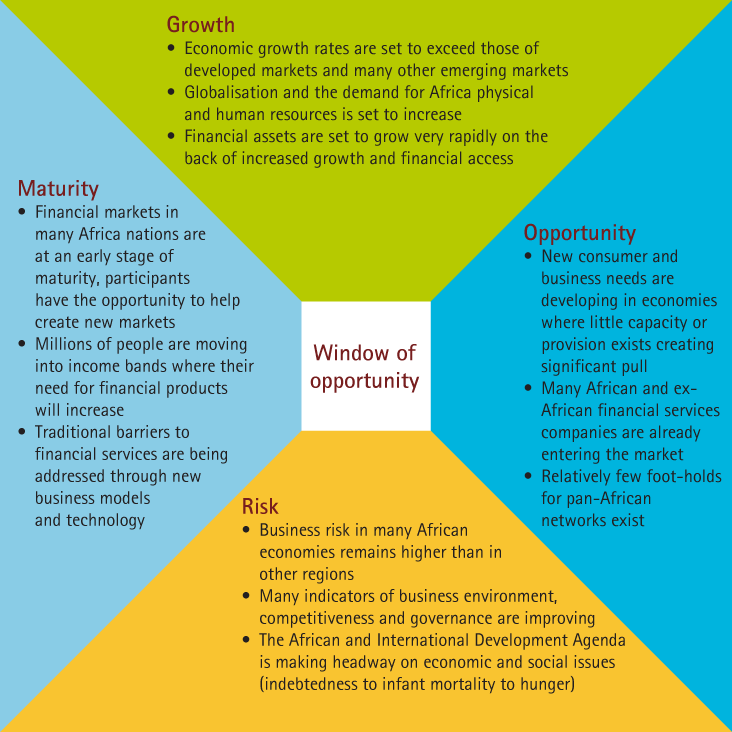 Growth
• Economic growth rates are set to exceed those of
developed markets and many other emerging markets
• Globalisation and the demand for Africa physical
and human resources is set to increase
• Financial assets are set to grow very rapidly on the
back of increased growth and financial access
Maturity
• Financial markets in
many Africa nations are
at an early stage of
maturity, participants
have the opportunity to help
create new markets
• Millions of people are moving
into income bands where their
need for financial products
will increase
• Traditional barriers to
financial services are being
addressed through new
business models
and technology
Window of
opportunity
Opportunity
• New consumer and
business needs are
developing in economies
where little capacity or
provision exists creating
significant pull
• Many African and ex-
African financial services
companies are already
entering the market
• Relatively few foot-holds
for pan-African
networks exist
Risk
• Business risk in many African
economies remains higher than in
other regions
• Many indicators of business environment,
competitiveness and governance are improving
• The African and International Development Agenda
is making headway on economic and social issues
(indebtedness to infant mortality to hunger)